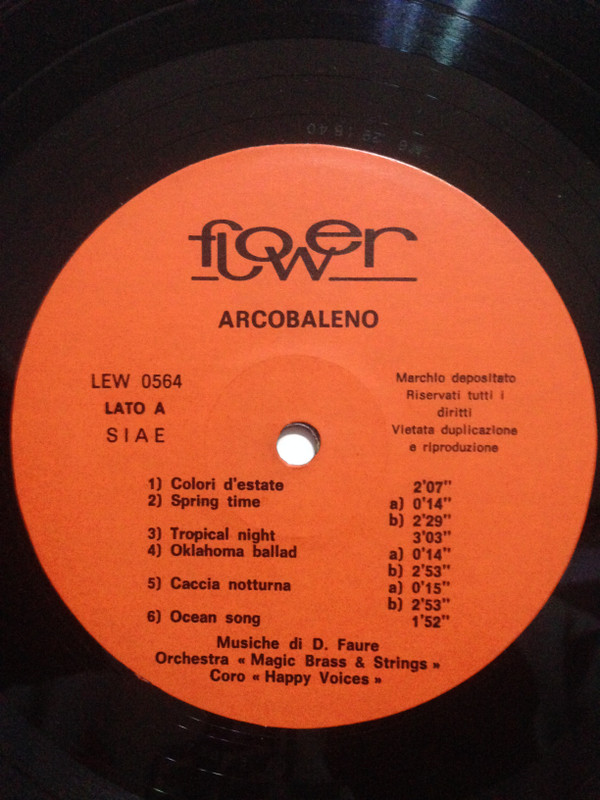 flower
ARCOBALENO
LEW 0564
LATO A
SIAE
Marchio depositato
Riservati tutti i
diritti
Vietata duplicazione
e riproduzione
1) Colori d'estate 2'07"
2) Spring time a) 0'14"
b) 2'29"
3) Tropical night 3'03"
4) Oklahoma ballad a) 0'14"
b) 2'53"
5) Caccia notturna a) 0'15"
b) 2'53"
6) Ocean song 1'52"
Musiche di D. Faure
Orchestra « Magic Brass & Strings »
Coro « Happy Voices »